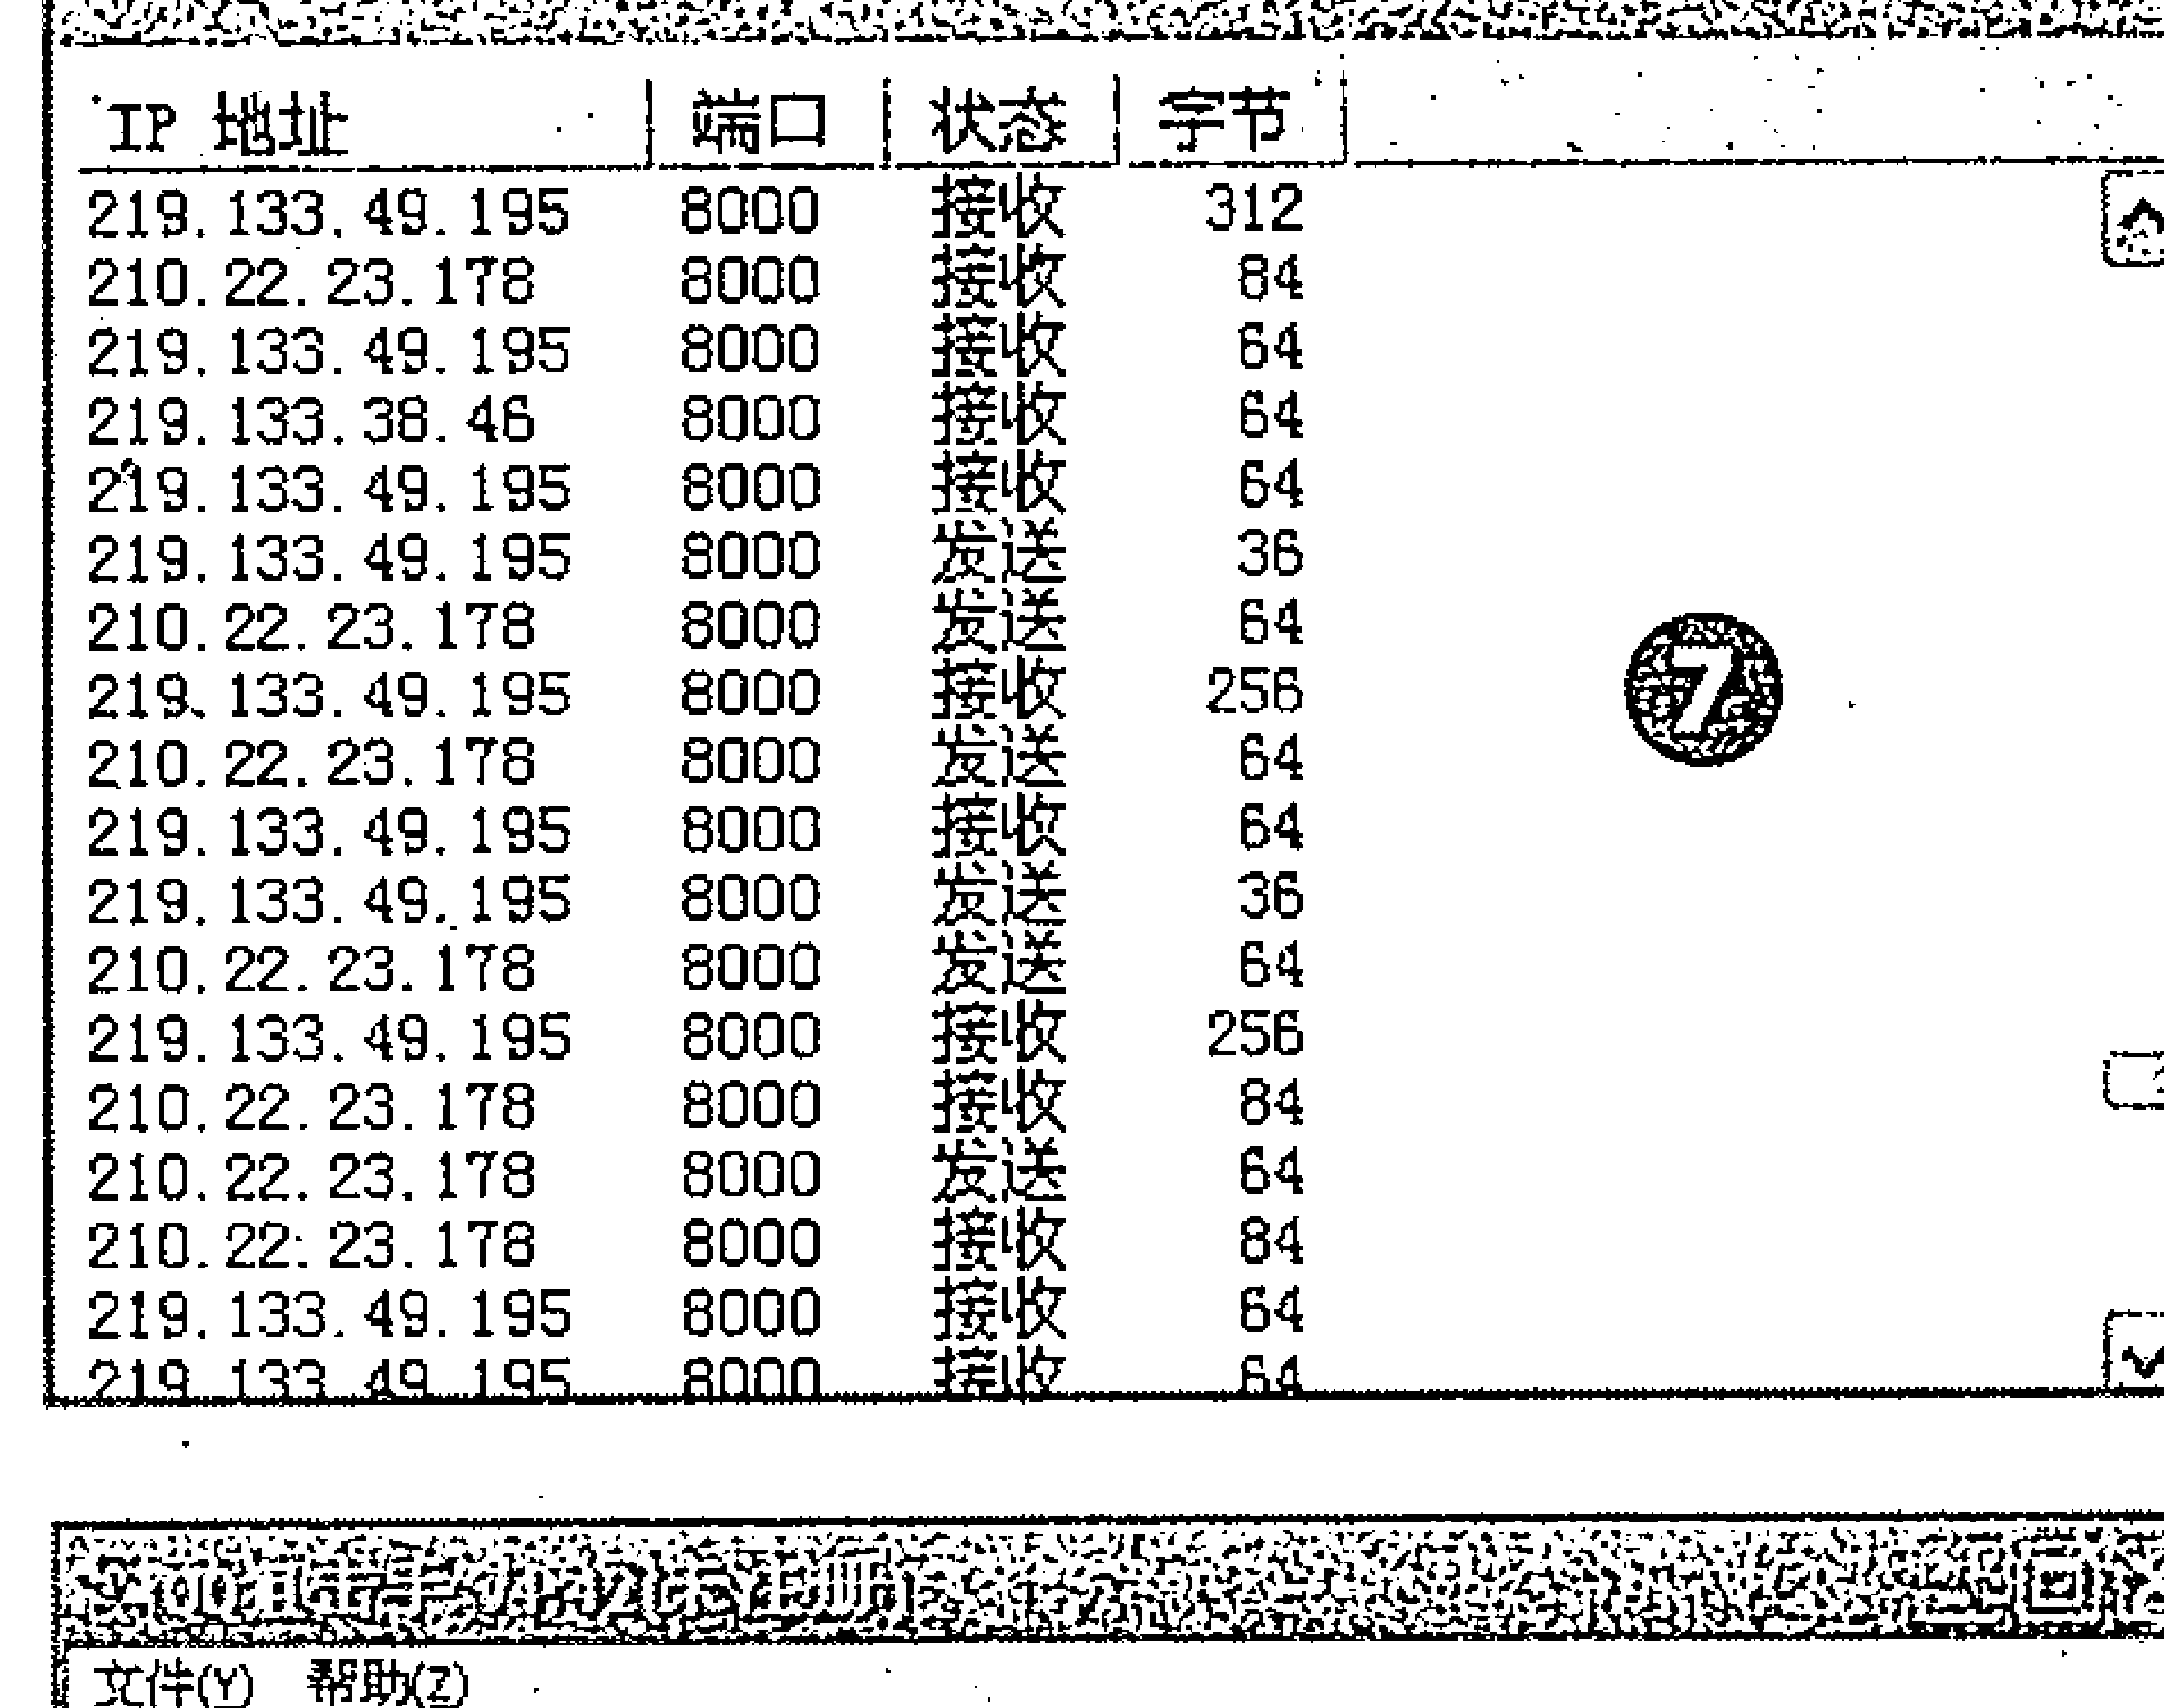 IP 地址 端口 状态 字节
219.133.49.195 8000 接收 312
210.22.23.178 8000 接收 84
219.133.49.195 8000 接收 64
219.133.38.46 8000 接收 64
219.133.49.195 8000 接收 64
219.133.49.195 8000 发送 36
210.22.23.178 8000 发送 64
219.133.49.195 8000 接收 256
7
210.22.23.178 8000 发送 64
219.133.49.195 8000 接收 64
219.133.49.195 8000 发送 36
210.22.23.178 8000 发送 64
219.133.49.195 8000 接收 256
210.22.23.178 8000 接收 84
210.22.23.178 8000 发送 64
210.22.23.178 8000 接收 84
219.133.49.195 8000 接收 64
219.133.49.195 8000 接收 64
文件(Y) 帮助(Z)